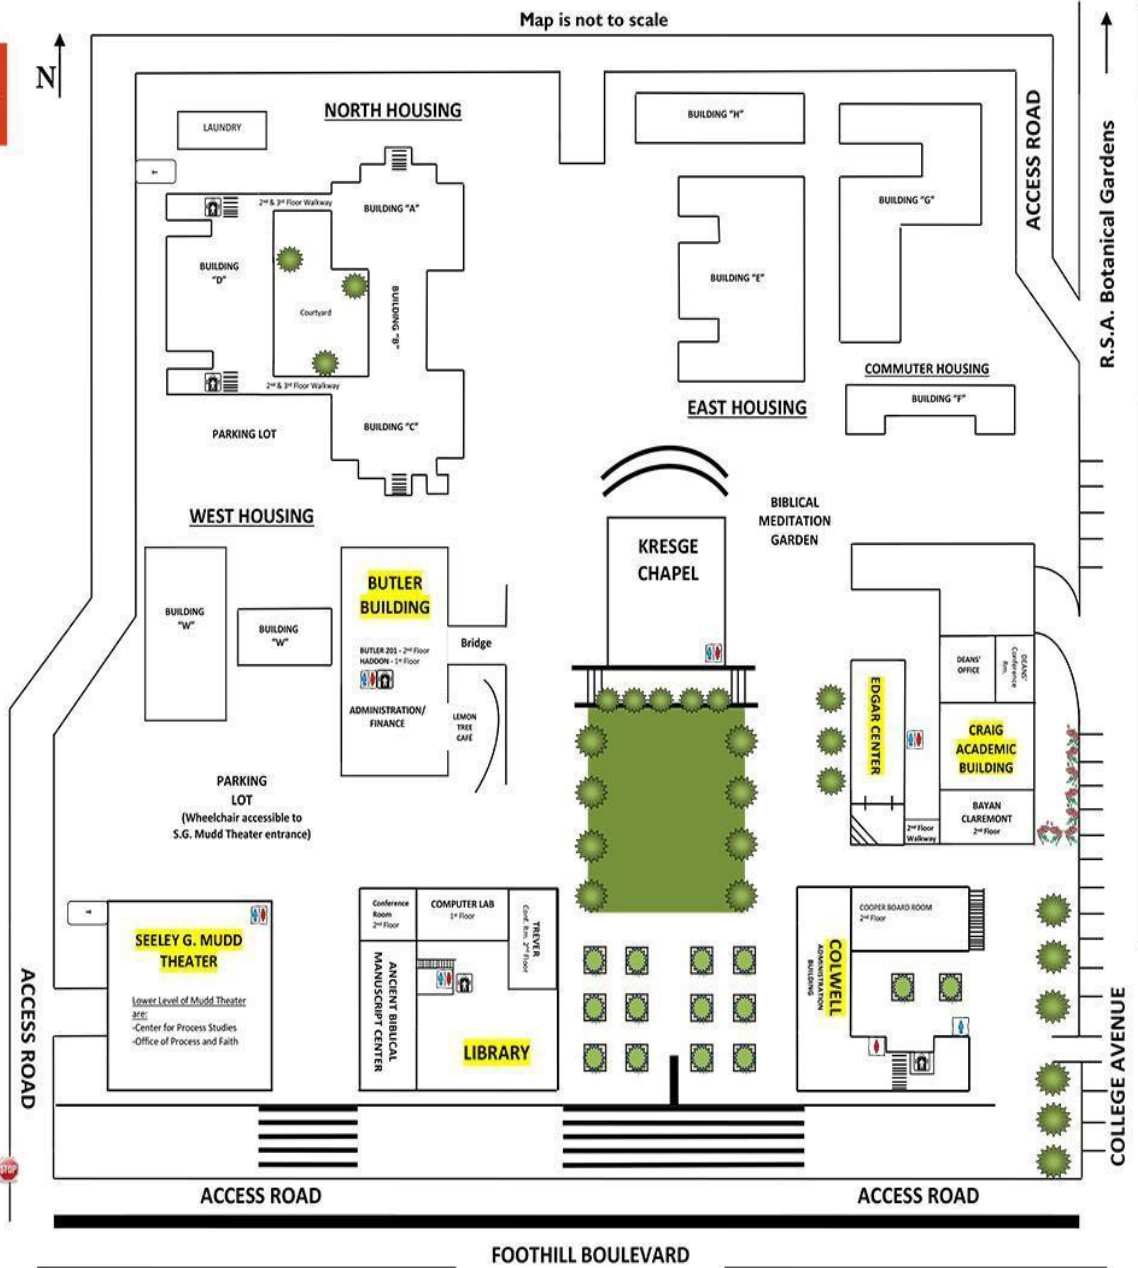 Map is not to scale
N
NORTH HOUSING
LAUNDRY
T
2nd & 3rd Floor Walkway
BUILDING "A"
BUILDING
"D"
BUILDING "B"
Courtyard
2nd & 3rd Floor Walkway
BUILDING "C"
PARKING LOT
BUILDING "H"
BUILDING "G"
BUILDING "E"
ACCESS ROAD
R.S.A. Botanical Gardens
COMMUTER HOUSING
BUILDING "F"
EAST HOUSING
WEST HOUSING
BUILDING
"W"
BUILDING
"W"
BUTLER
BUILDING
BUTLER 201 - 2nd Floor
HADDON - 1st Floor
ADMINISTRATION/
FINANCE
Bridge
LEMON
TREE
CAFÉ
KRESGE
CHAPEL
BIBLICAL
MEDITATION
GARDEN
EDGAR CENTER
DEANS'
OFFICE
DEANS'
Conference
Rm.
CRAIG
ACADEMIC
BUILDING
BAYAN
CLAREMONT
2nd Floor
2nd Floor
Walkway
PARKING
LOT
(Wheelchair accessible to
S.G. Mudd Theater entrance)
T
SEELEY G. MUDD
THEATER
Lower Level of Mudd Theater
are:
-Center for Process Studies
-Office of Process and Faith
Conference
Room
2nd Floor
COMPUTER LAB
1st Floor
TREVER
Conf. Rm. 2nd Floor
ANCIENT BIBLICAL
MANUSCRIPT CENTER
LIBRARY
COLWELL
ADMINISTRATION
BUILDING
COOPER BOARD ROOM
2nd Floor
ACCESS ROAD
COLLEGE AVENUE
STOP
ACCESS ROAD
ACCESS ROAD
FOOTHILL BOULEVARD